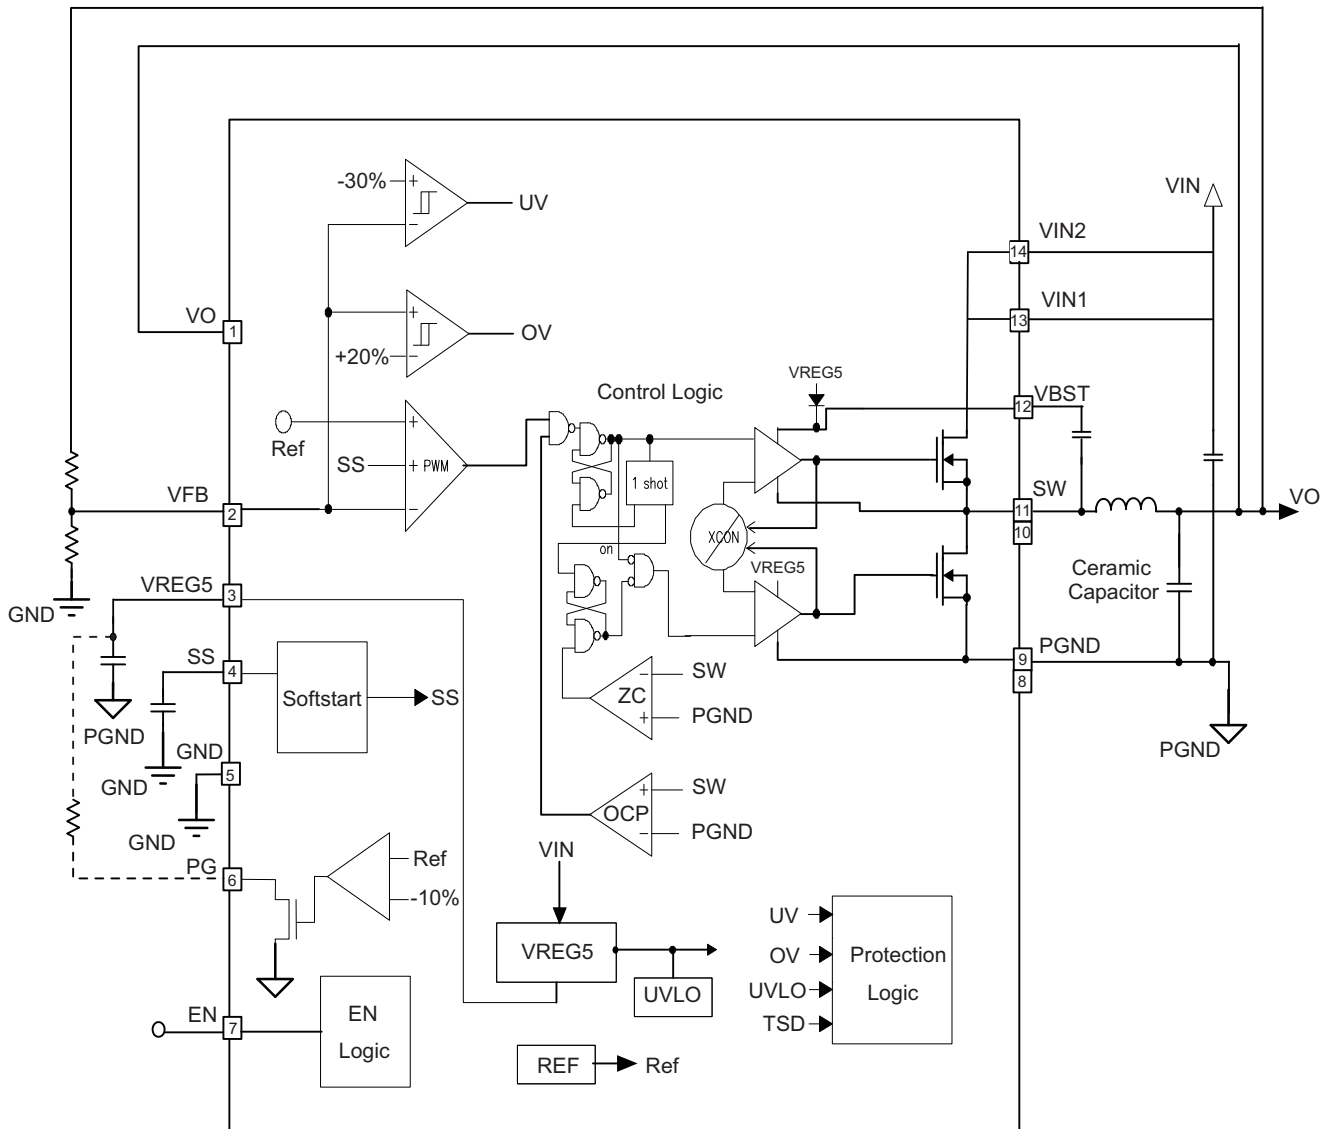 -30%
+
-
UV
VIN
VIN2
14
VO
1
+
+20%
-
OV
VIN1
13
Control Logic
VREG5
VBST
12
Ref
+
SS
+ PWM
-
VFB
2
1 shot
SW
11
10
VO
XCON
on
VREG5
Ceramic
Capacitor
VREG5
3
GND
SS
4
Softstart
SS
PGND
-
ZC
+
SW
PGND
PGND
9
8
PGND
GND
GND
5
GND
+
OCP
-
SW
PGND
PG
6
Ref
-10%
VIN
VREG5
UVLO
UV
OV
UVLO
TSD
Protection
Logic
EN
7
EN
Logic
REF
Ref